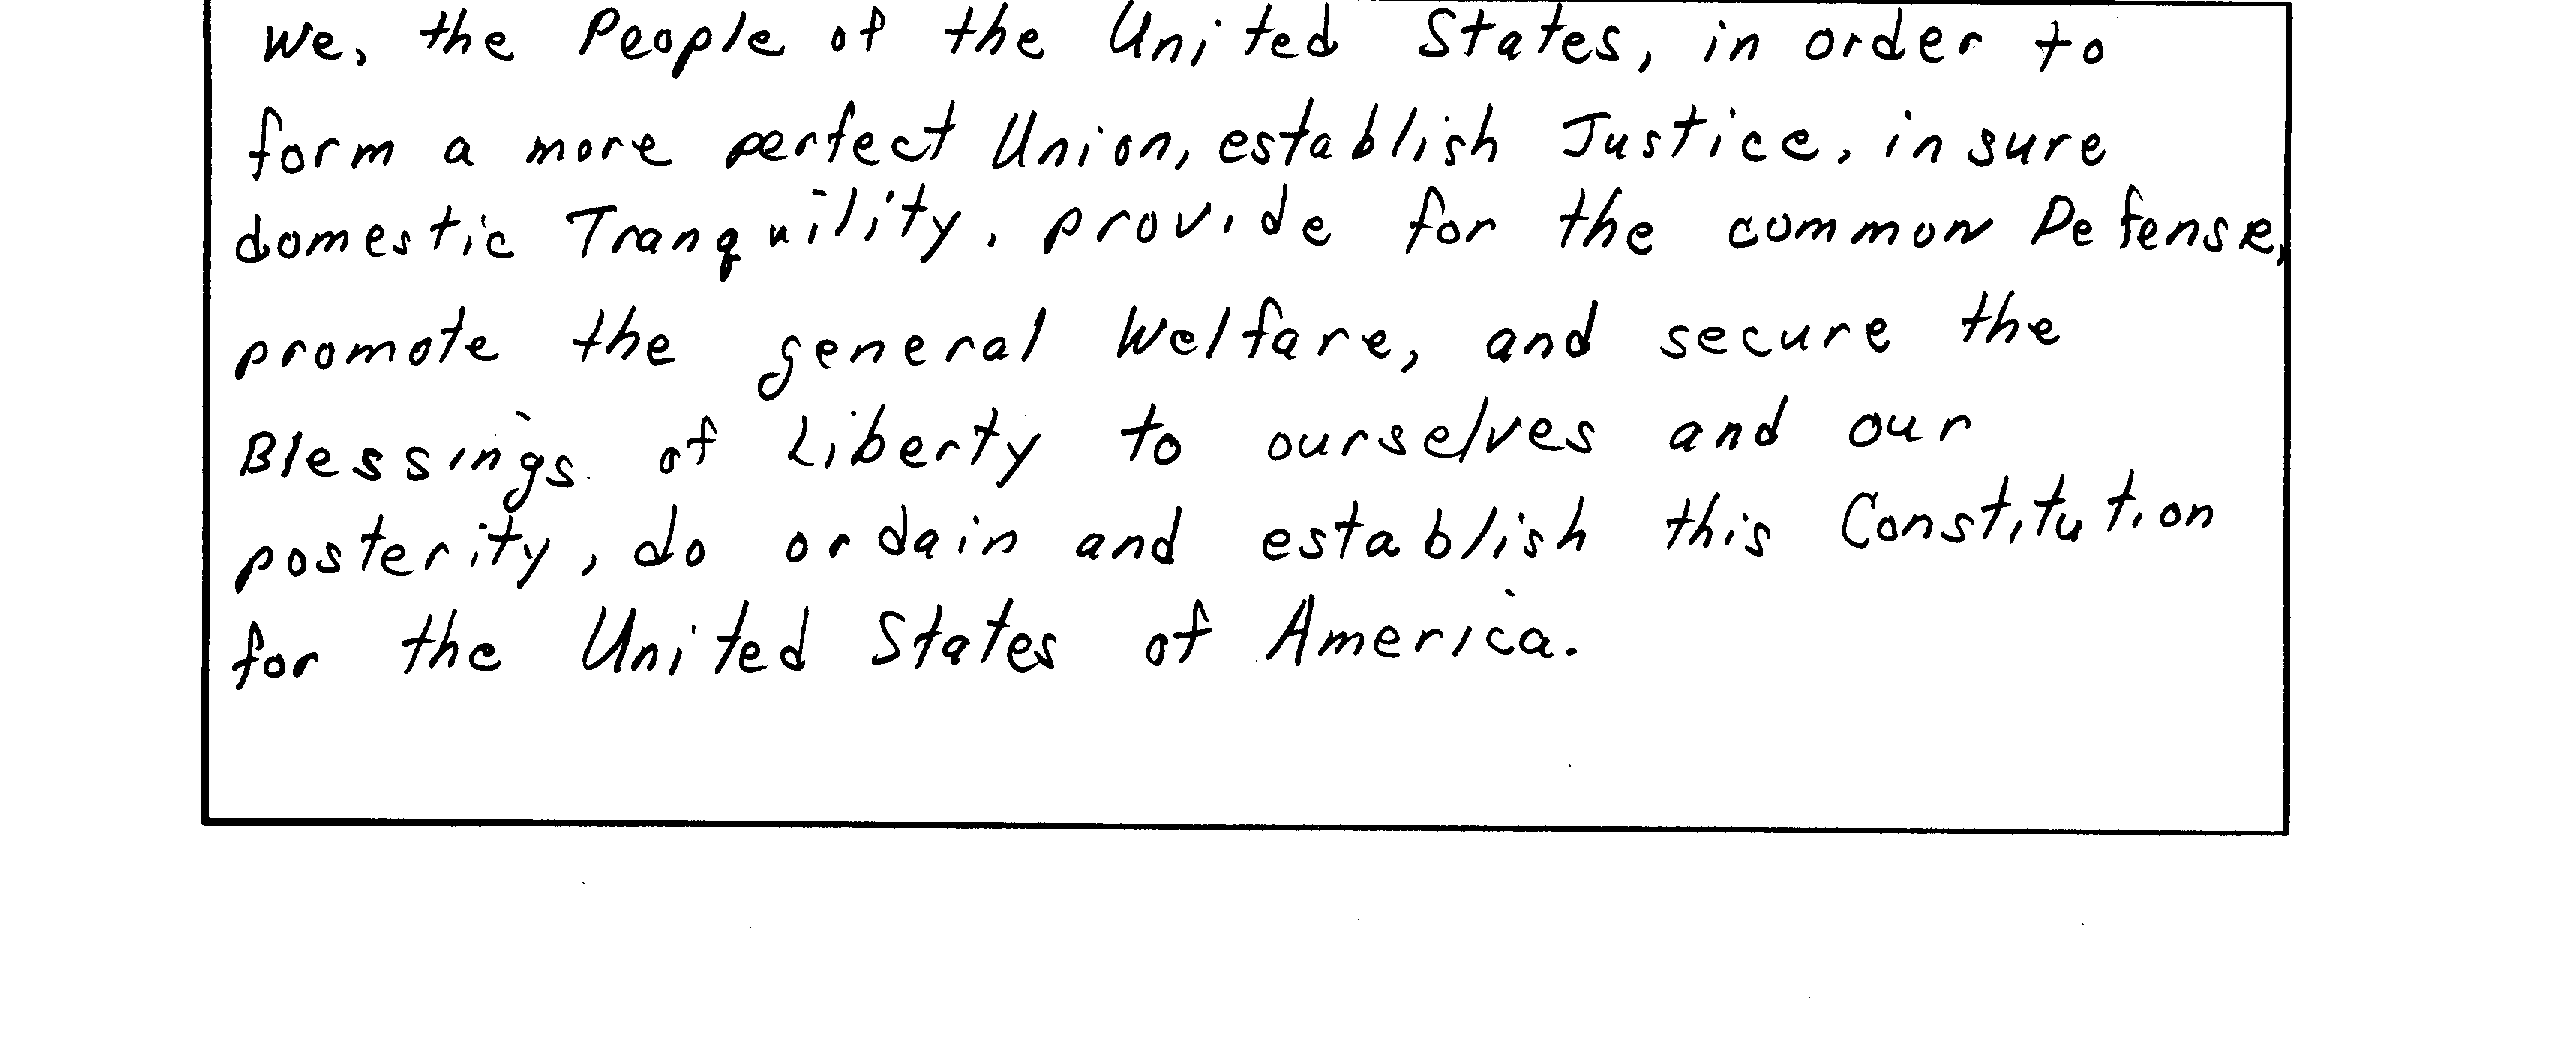 We, the People of the United States, in order to
form a more perfect Union, establish Justice, insure
domestic Tranquility, provide for the common Defense,
promote the general Welfare, and secure the
Blessings of Liberty to ourselves and our
posterity, do ordain and establish this Constitution
for the United States of America.